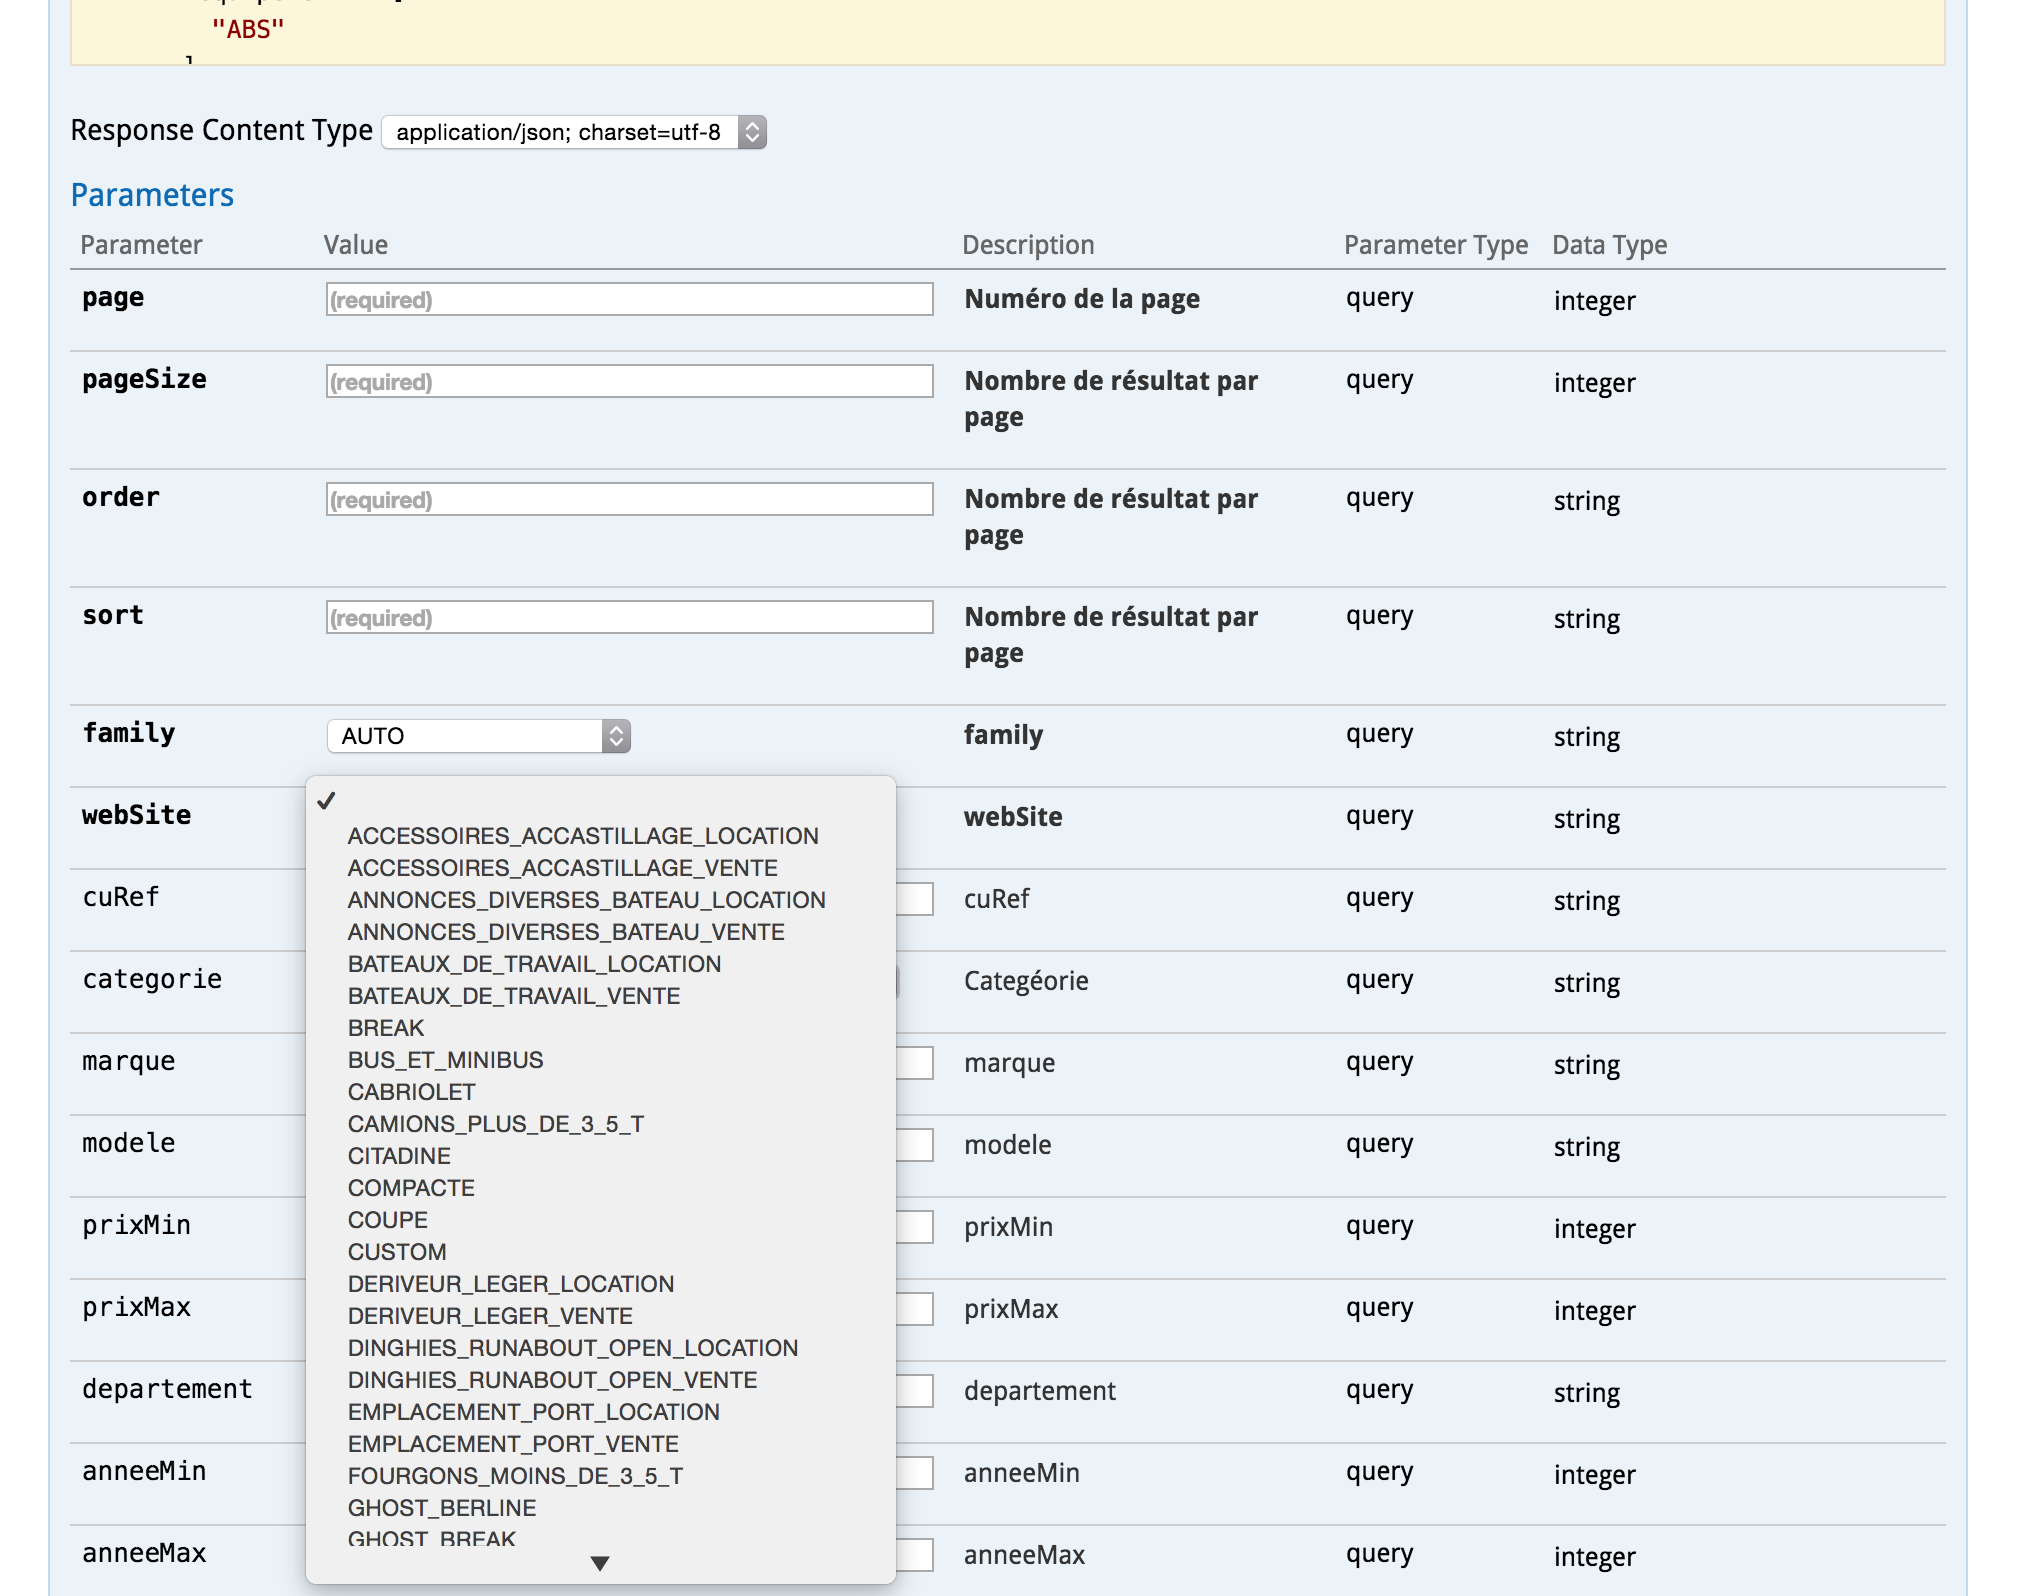 "ABS"
]
Response Content Type application/json; charset=utf-8
Parameters
Parameter Value Description Parameter Type Data Type
page (required) Numéro de la page query integer
pageSize (required) Nombre de résultat par query integer
page
order (required) Nombre de résultat par query string
page
sort (required) Nombre de résultat par query string
page
family AUTO family query string
webSite webSite query string
cuRef cuRef query string
categorie Categéorie query string
marque marque query string
modele modele query string
prixMin prixMin query integer
prixMax prixMax query integer
departement departement query string
anneeMin anneeMin query integer
anneeMax anneeMax query integer
ACCESSOIRES_ACCASTILLAGE_LOCATION
ACCESSOIRES_ACCASTILLAGE_VENTE
ANNONCES_DIVERSES_BATEAU_LOCATION
ANNONCES_DIVERSES_BATEAU_VENTE
BATEAUX_DE_TRAVAIL_LOCATION
BATEAUX_DE_TRAVAIL_VENTE
BREAK
BUS_ET_MINIBUS
CABRIOLET
CAMIONS_PLUS_DE_3_5_T
CITADINE
COMPACTE
COUPE
CUSTOM
DERIVEUR_LEGER_LOCATION
DERIVEUR_LEGER_VENTE
DINGHIES_RUNABOUT_OPEN_LOCATION
DINGHIES_RUNABOUT_OPEN_VENTE
EMPLACEMENT_PORT_LOCATION
EMPLACEMENT_PORT_VENTE
FOURGONS_MOINS_DE_3_5_T
GHOST_BERLINE
GHOST_BREAK